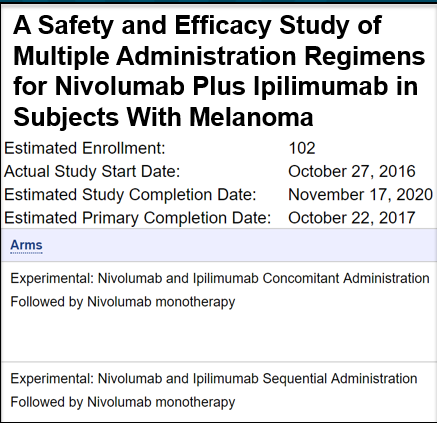 A Safety and Efficacy Study of
Multiple Administration Regimens
for Nivolumab Plus Ipilimumab in
Subjects With Melanoma
Estimated Enrollment: 102
Actual Study Start Date: October 27, 2016
Estimated Study Completion Date: November 17, 2020
Estimated Primary Completion Date: October 22, 2017
Arms
Experimental: Nivolumab and Ipilimumab Concomitant Administration
Followed by Nivolumab monotherapy
Experimental: Nivolumab and Ipilimumab Sequential Administration
Followed by Nivolumab monotherapy